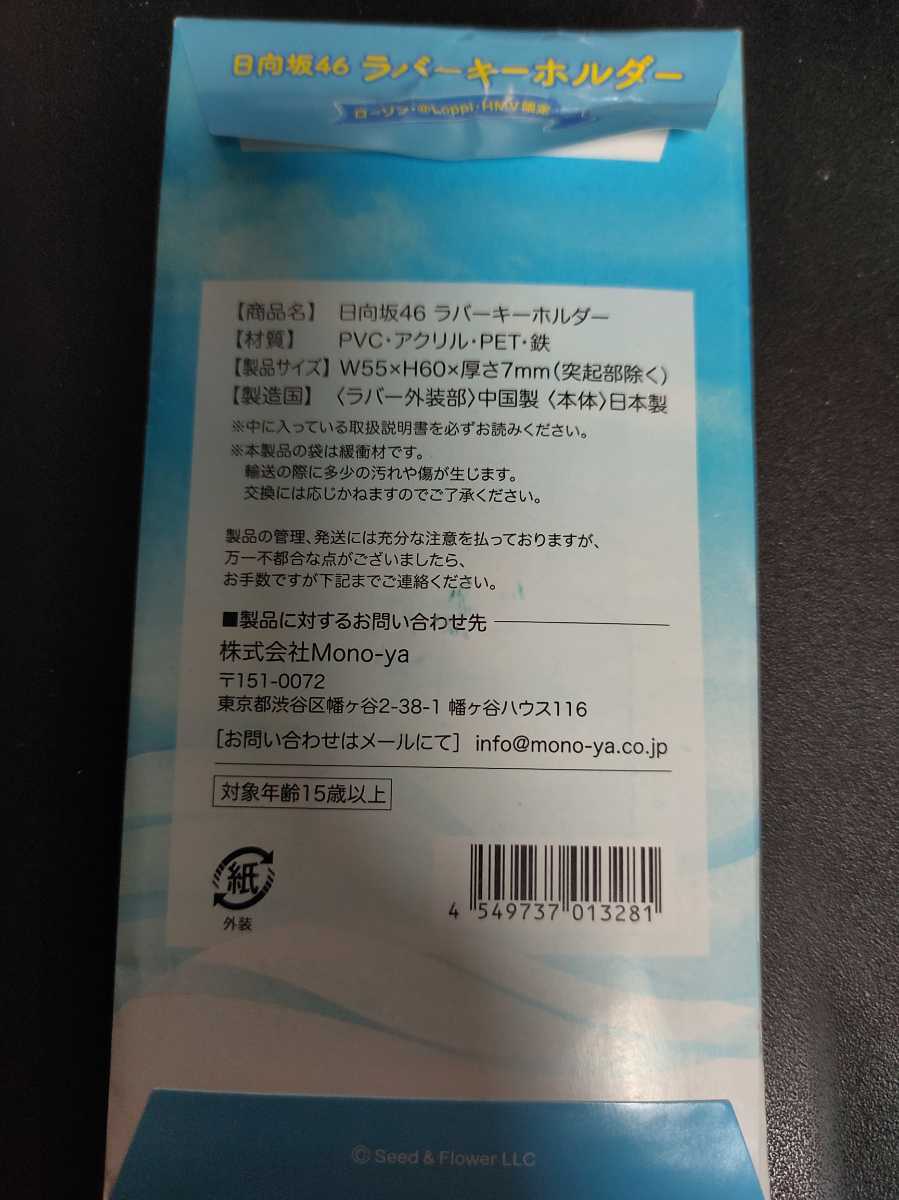 日向坂46 ラバーキーホルダー
ローソン・@Loppi・HMV限定
【商品名】 日向坂46 ラバーキーホルダー
【材質】 PVC・アクリル・PET・鉄
【製品サイズ】W55×H60×厚さ7mm(突起部除く)
【製造国】 〈ラバー外装部〉中国製 〈本体〉日本製
※中に入っている取扱説明書を必ずお読みください。
※本製品の袋は緩衝材です。
輸送の際に多少の汚れや傷が生じます。
交換には応じかねますのでご了承ください。
製品の管理、発送には充分な注意を払っておりますが、
万一不都合な点がございましたら、
お手数ですが下記までご連絡ください。
■製品に対するお問い合わせ先
株式会社Mono-ya
〒151-0072
東京都渋谷区幡ヶ谷2-38-1 幡ヶ谷ハウス116
[お問い合わせはメールにて] info@mono-ya.co.jp
対象年齢15歳以上
紙
外装
4 549737 013281
© Seed & Flower LLC